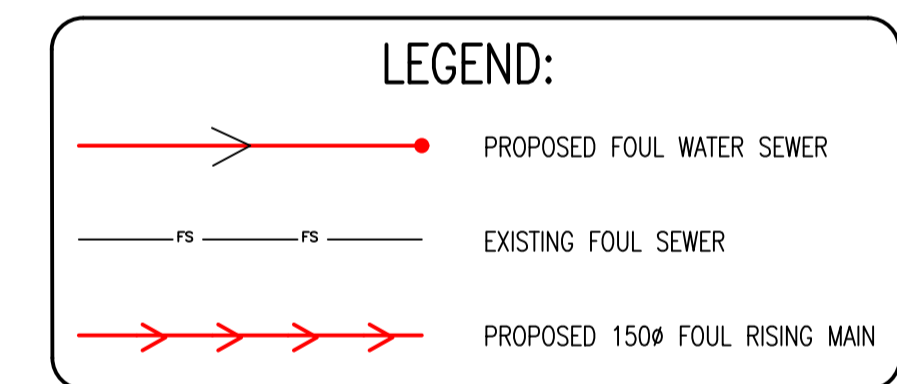 LEGEND:
PROPOSED FOUL WATER SEWER
FS FS EXISTING FOUL SEWER
PROPOSED 150ø FOUL RISING MAIN